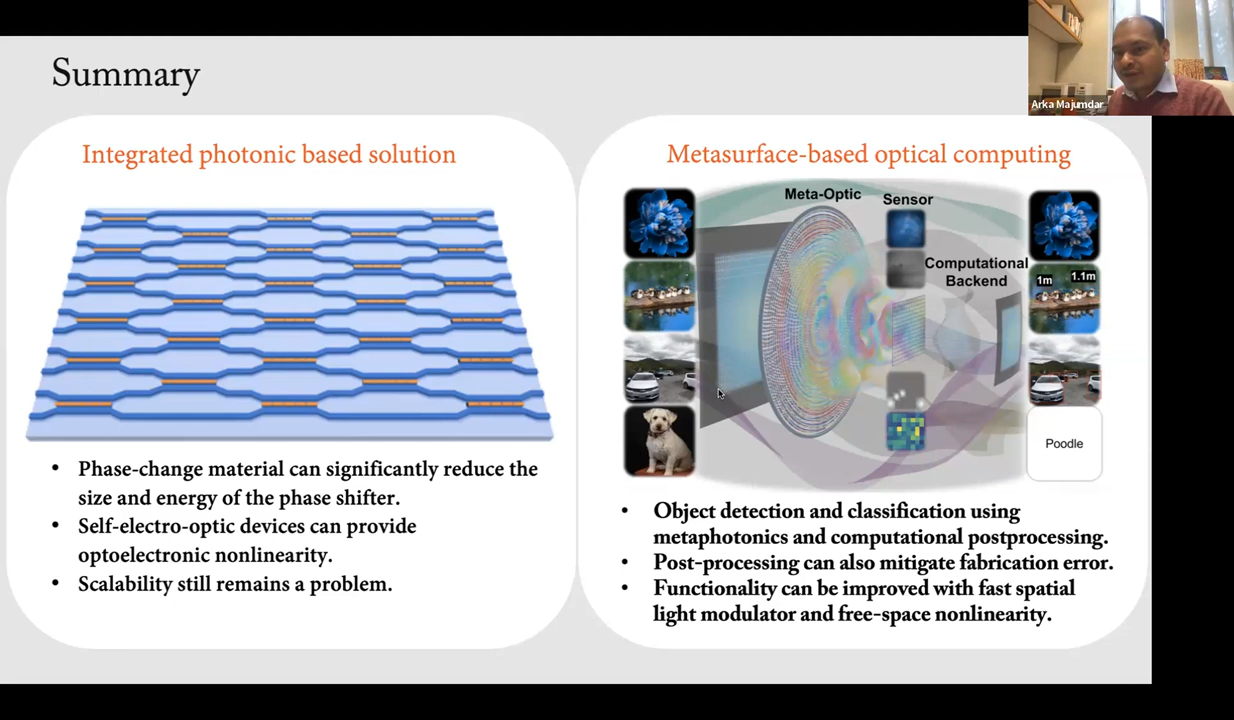 Summary
Arka Majumdar
Integrated photonic based solution
• Phase-change material can significantly reduce the
size and energy of the phase shifter.
• Self-electro-optic devices can provide
optoelectronic nonlinearity.
• Scalability still remains a problem.
Metasurface-based optical computing
Meta-Optic
Sensor
Computational
Backend
1m 1.1m
Poodle
• Object detection and classification using
metaphotonics and computational postprocessing.
• Post-processing can also mitigate fabrication error.
• Functionality can be improved with fast spatial
light modulator and free-space nonlinearity.